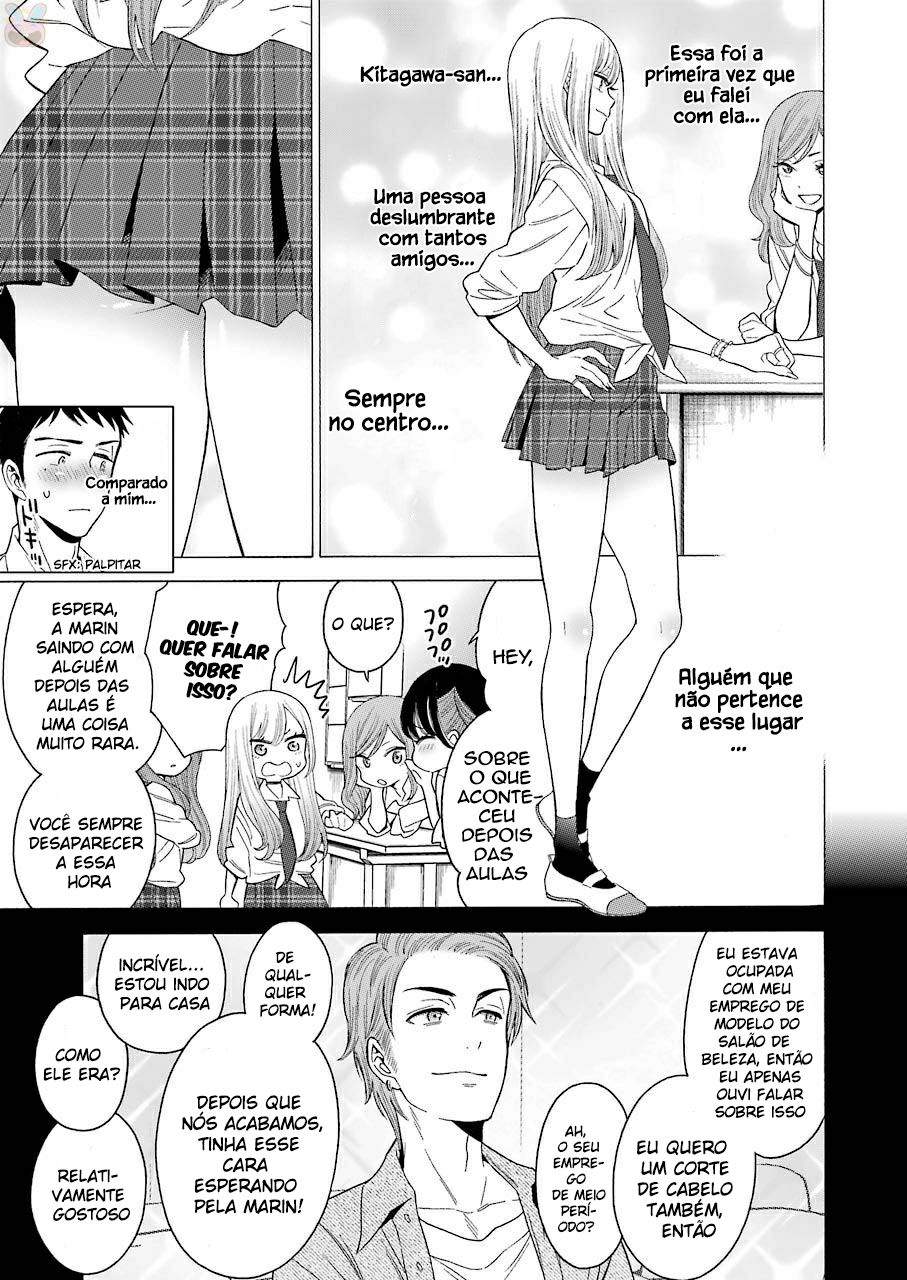 Essa foi a
primeira vez que
eu falei
com ela...
Kitagawa-san...
Uma pessoa
deslumbrante
com tantos
amigos...
Sempre
no centro...
Comparado
a mim...
ドキ
SFX: PALPITAR
Alguém que
não pertence
a esse lugar
...
HEY,
SOBRE
O QUE
ACONTE-
CEU
DEPOIS
DAS
AULAS
O QUE?
QUE-!
QUER FALAR
SOBRE
ISSO?
ESPERA,
A MARIN
SAINDO COM
ALGUÉM
DEPOIS DAS
AULAS É
UMA COISA
MUITO RARA.
VOCÊ SEMPRE
DESAPARECER
A ESSA
HORA
EU ESTAVA
OCUPADA
COM MEU
EMPREGO DE
MODELO DO
SALÃO DE
BELEZA, ENTÃO
EU APENAS
OUVI FALAR
SOBRE ISSO
EU QUERO
UM CORTE
DE CABELO
TAMBÉM,
ENTÃO
AH,
O SEU
EMPRE-
GO
DE MEIO
PERÍ-
ODO?
DE
QUAL-
QUER
FORMA!
DEPOIS QUE
NÓS ACABAMOS,
TINHA ESSE
CARA
ESPERANDO
PELA MARIN!
INCRÍVEL...
ESTOU INDO
PARA CASA
COMO
ELE ERA?
RELATI-
VAMENTE
GOSTOSO